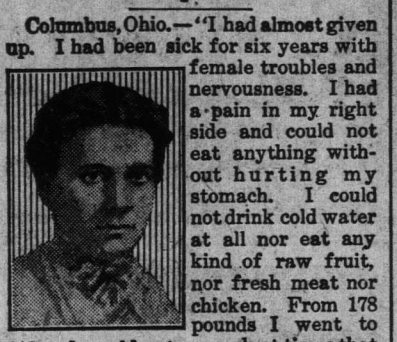 Columbus, Ohio.—"I had almost given
up. I had been sick for six years with
female troubles and
nervousness. I had
a pain in my right
side and could not
eat anything with-
out hurting my
stomach. I could
not drink cold water
at all nor eat any
kind of raw fruit,
nor fresh meat nor
chicken. From 178
pounds I went to